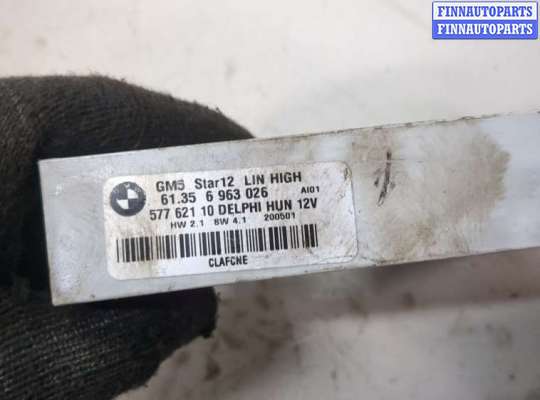 FINNAUTOPARTS
FINNAUTOPARTS
GM5 Star12 LIN HIGH
61.35 6 963 026 AI01
577 621 10 DELPHI HUN 12V
HW 2.1 SW 4.1 200501
CLAFCNE